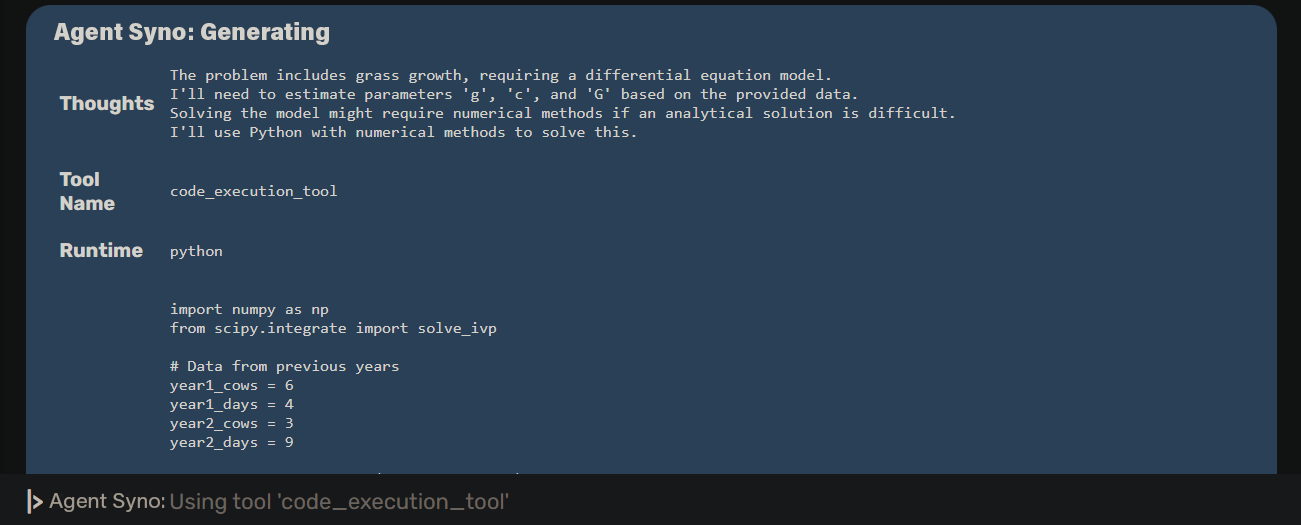 Agent Syno: Generating
Thoughts
The problem includes grass growth, requiring a differential equation model.
I'll need to estimate parameters 'g', 'c', and 'G' based on the provided data.
Solving the model might require numerical methods if an analytical solution is difficult.
I'll use Python with numerical methods to solve this.
Tool
Name
code_execution_tool
Runtime
python
import numpy as np
from scipy.integrate import solve_ivp
# Data from previous years
year1_cows = 6
year1_days = 4
year2_cows = 3
year2_days = 9
|> Agent Syno: Using tool 'code_execution_tool'